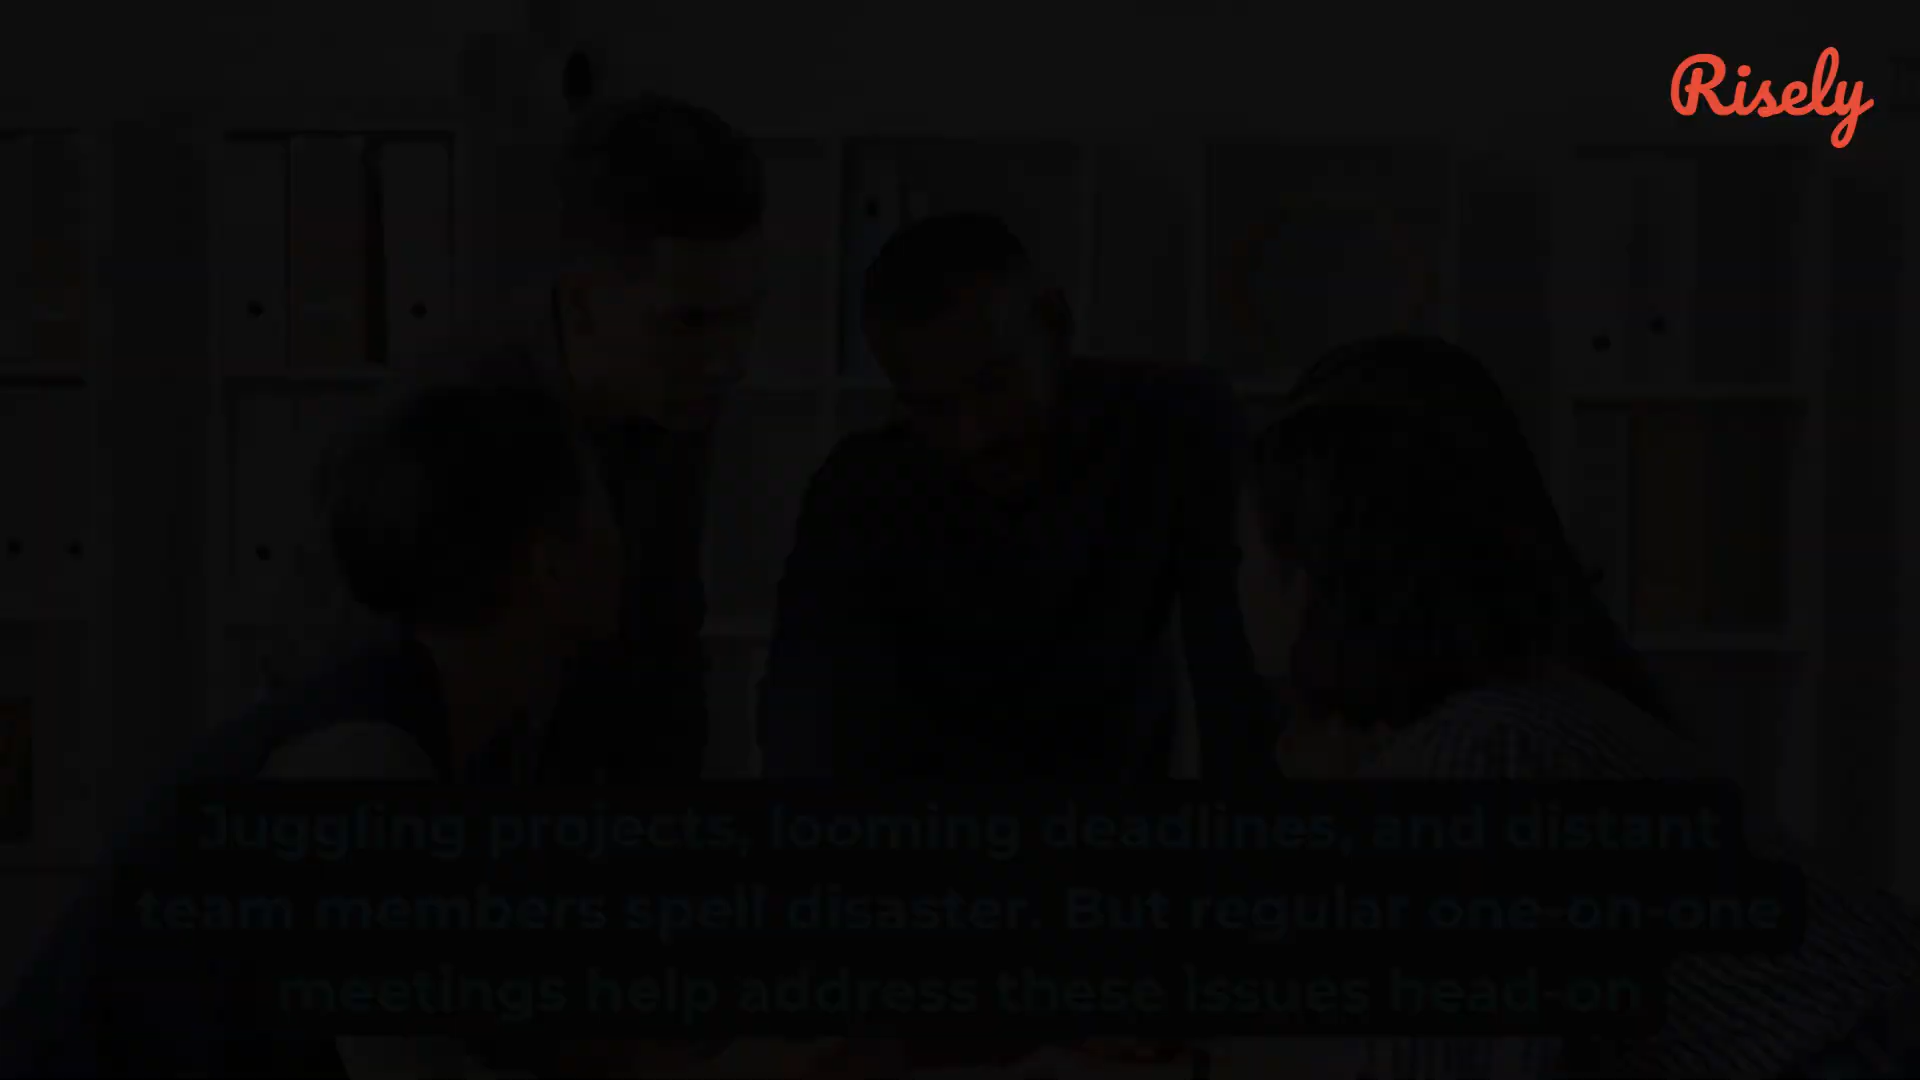 Risely
Juggling projects, looming deadlines, and distant
team members spell disaster. But regular one-on-one
meetings help address these issues head-on